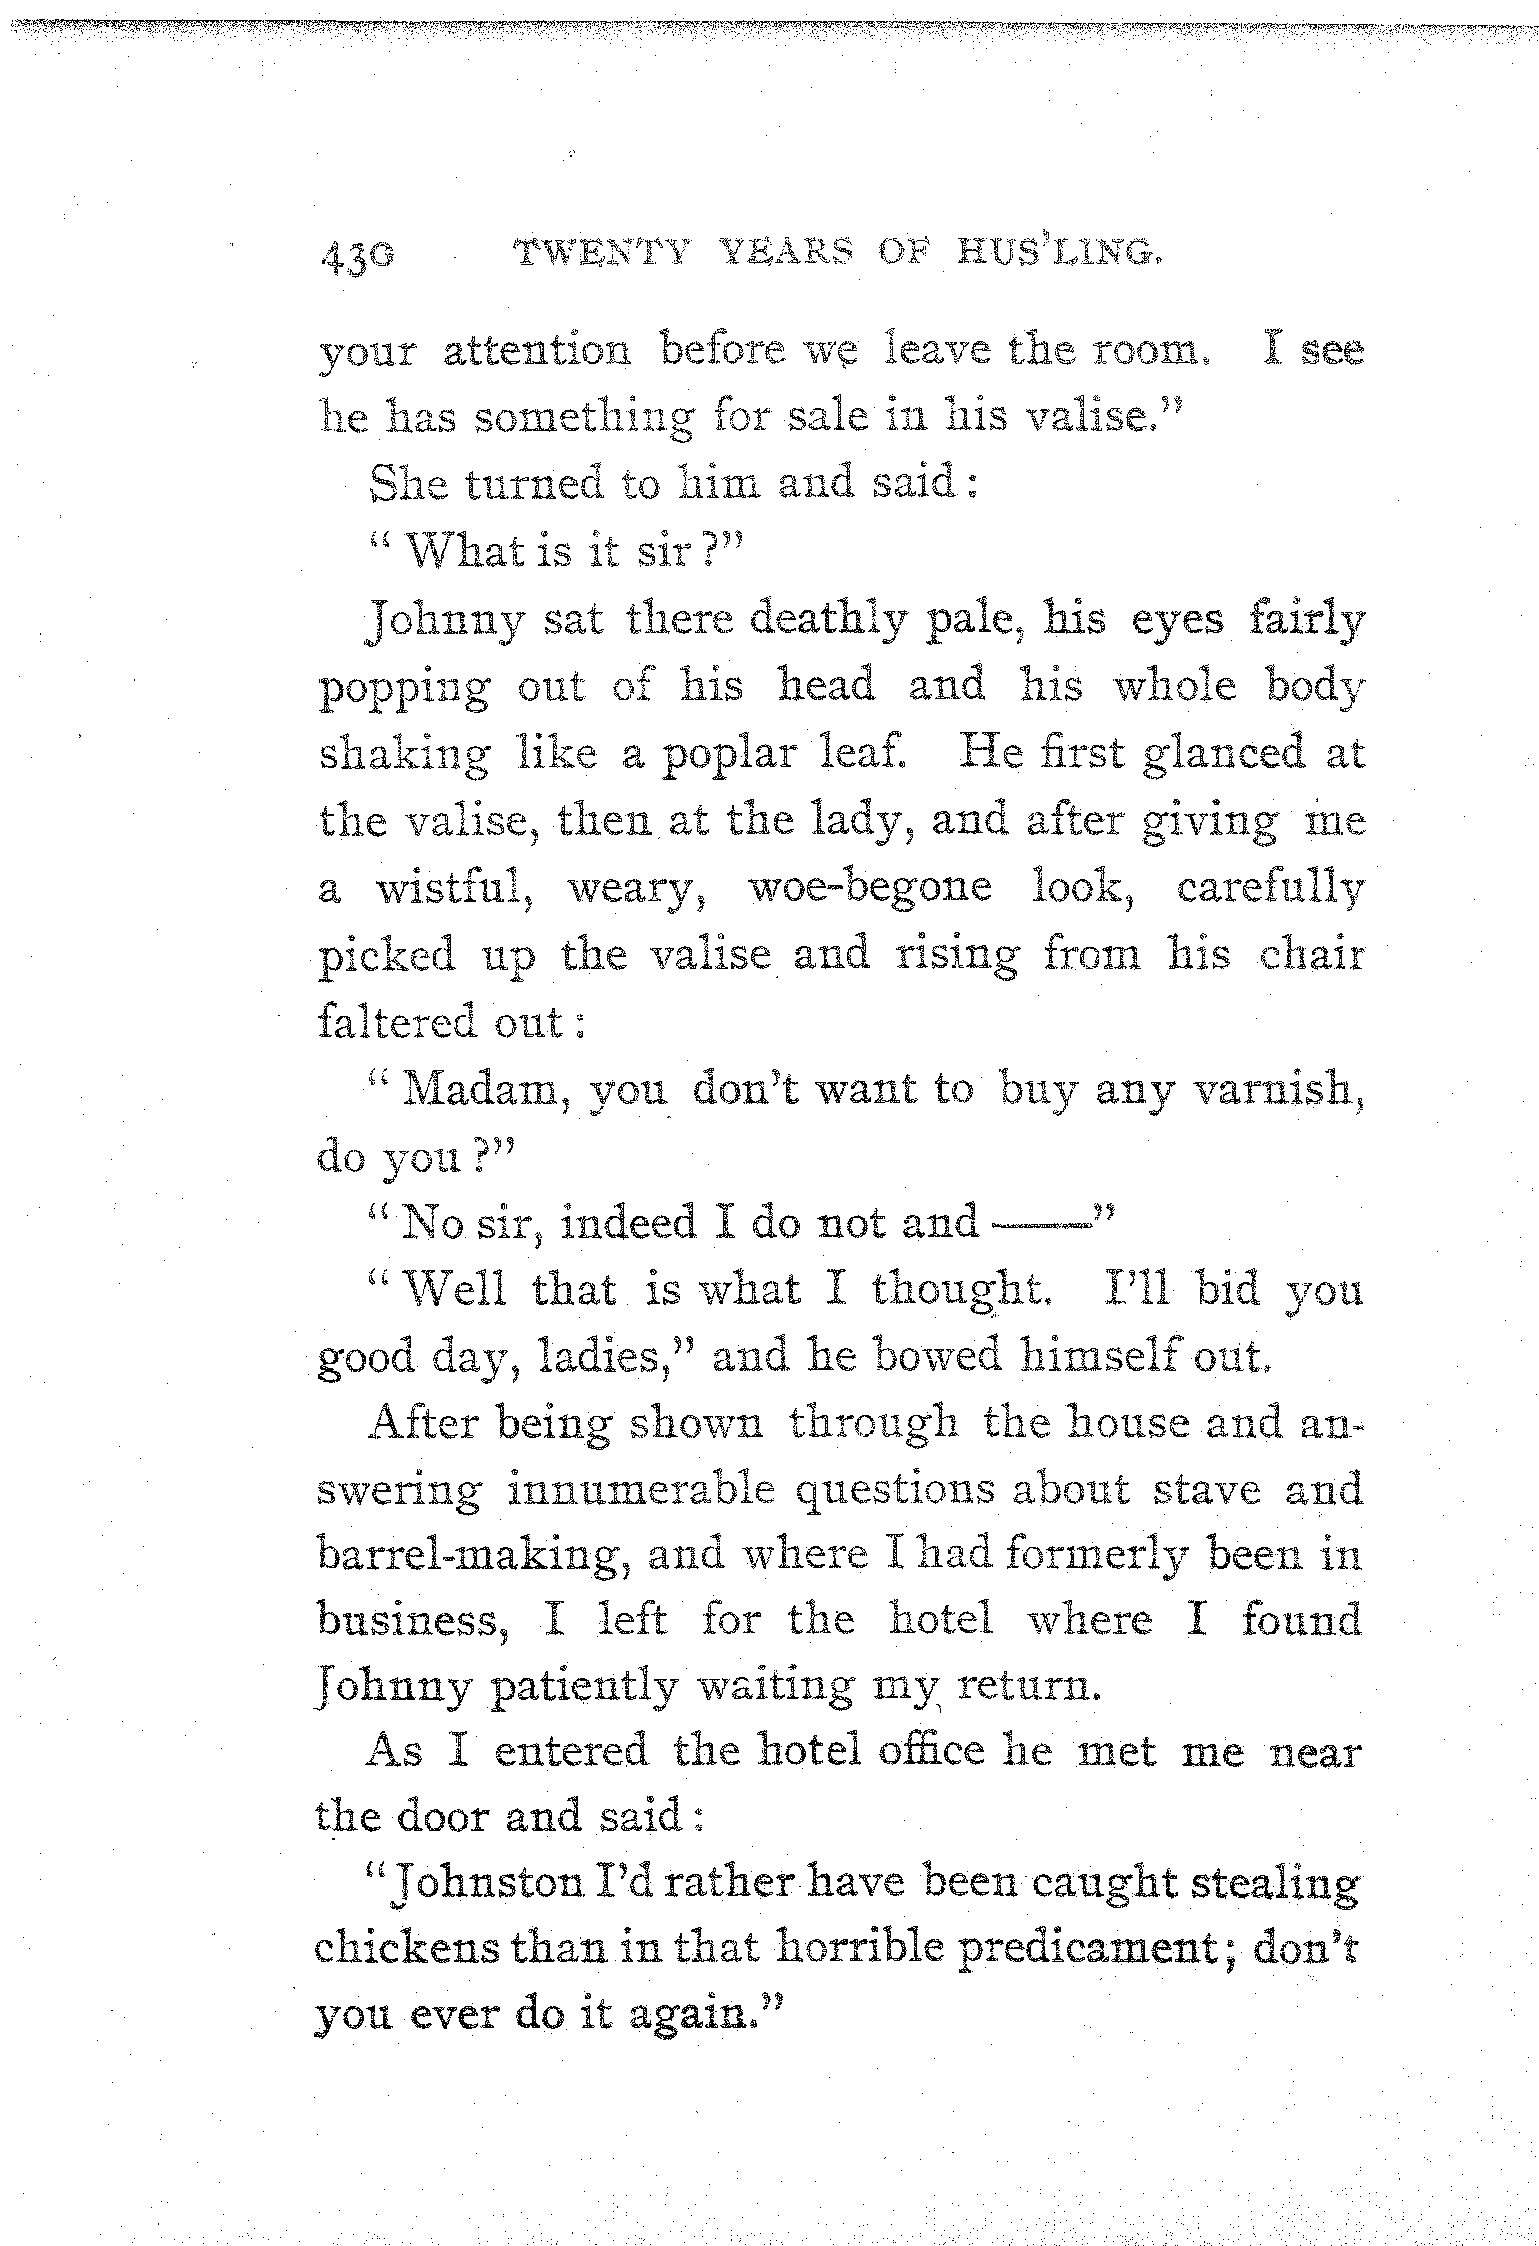 430 TWENTY YEARS OF HUS'LING.
your attention before we leave the room. I see
he has something for sale in his valise.”
She turned to him and said:
“What is it sir?”
Johnny sat there deathly pale, his eyes fairly
popping out of his head and his whole body
shaking like a poplar leaf. He first glanced at
the valise, then at the lady, and after giving me
a wistful, weary, woe-begone look, carefully
picked up the valise and rising from his chair
faltered out:
“Madam, you don’t want to buy any varnish,
do you?”
“No sir, indeed I do not and ——”
“Well that is what I thought. I’ll bid you
good day, ladies,” and he bowed himself out.
After being shown through the house and an-
swering innumerable questions about stave and
barrel-making, and where I had formerly been in
business, I left for the hotel where I found
Johnny patiently waiting my return.
As I entered the hotel office he met me near
the door and said:
“Johnston I’d rather have been caught stealing
chickens than in that horrible predicament; don’t
you ever do it again.”